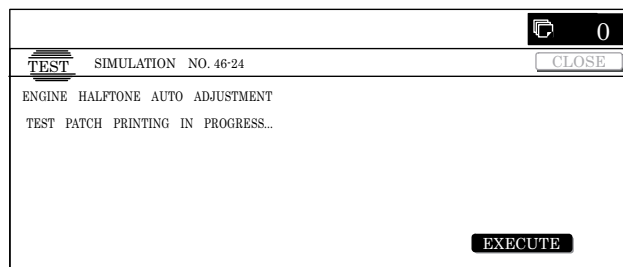 0
TEST SIMULATION NO. 46-24 CLOSE
ENGINE HALFTONE AUTO ADJUSTMENT
TEST PATCH PRINTING IN PROGRESS...
EXECUTE